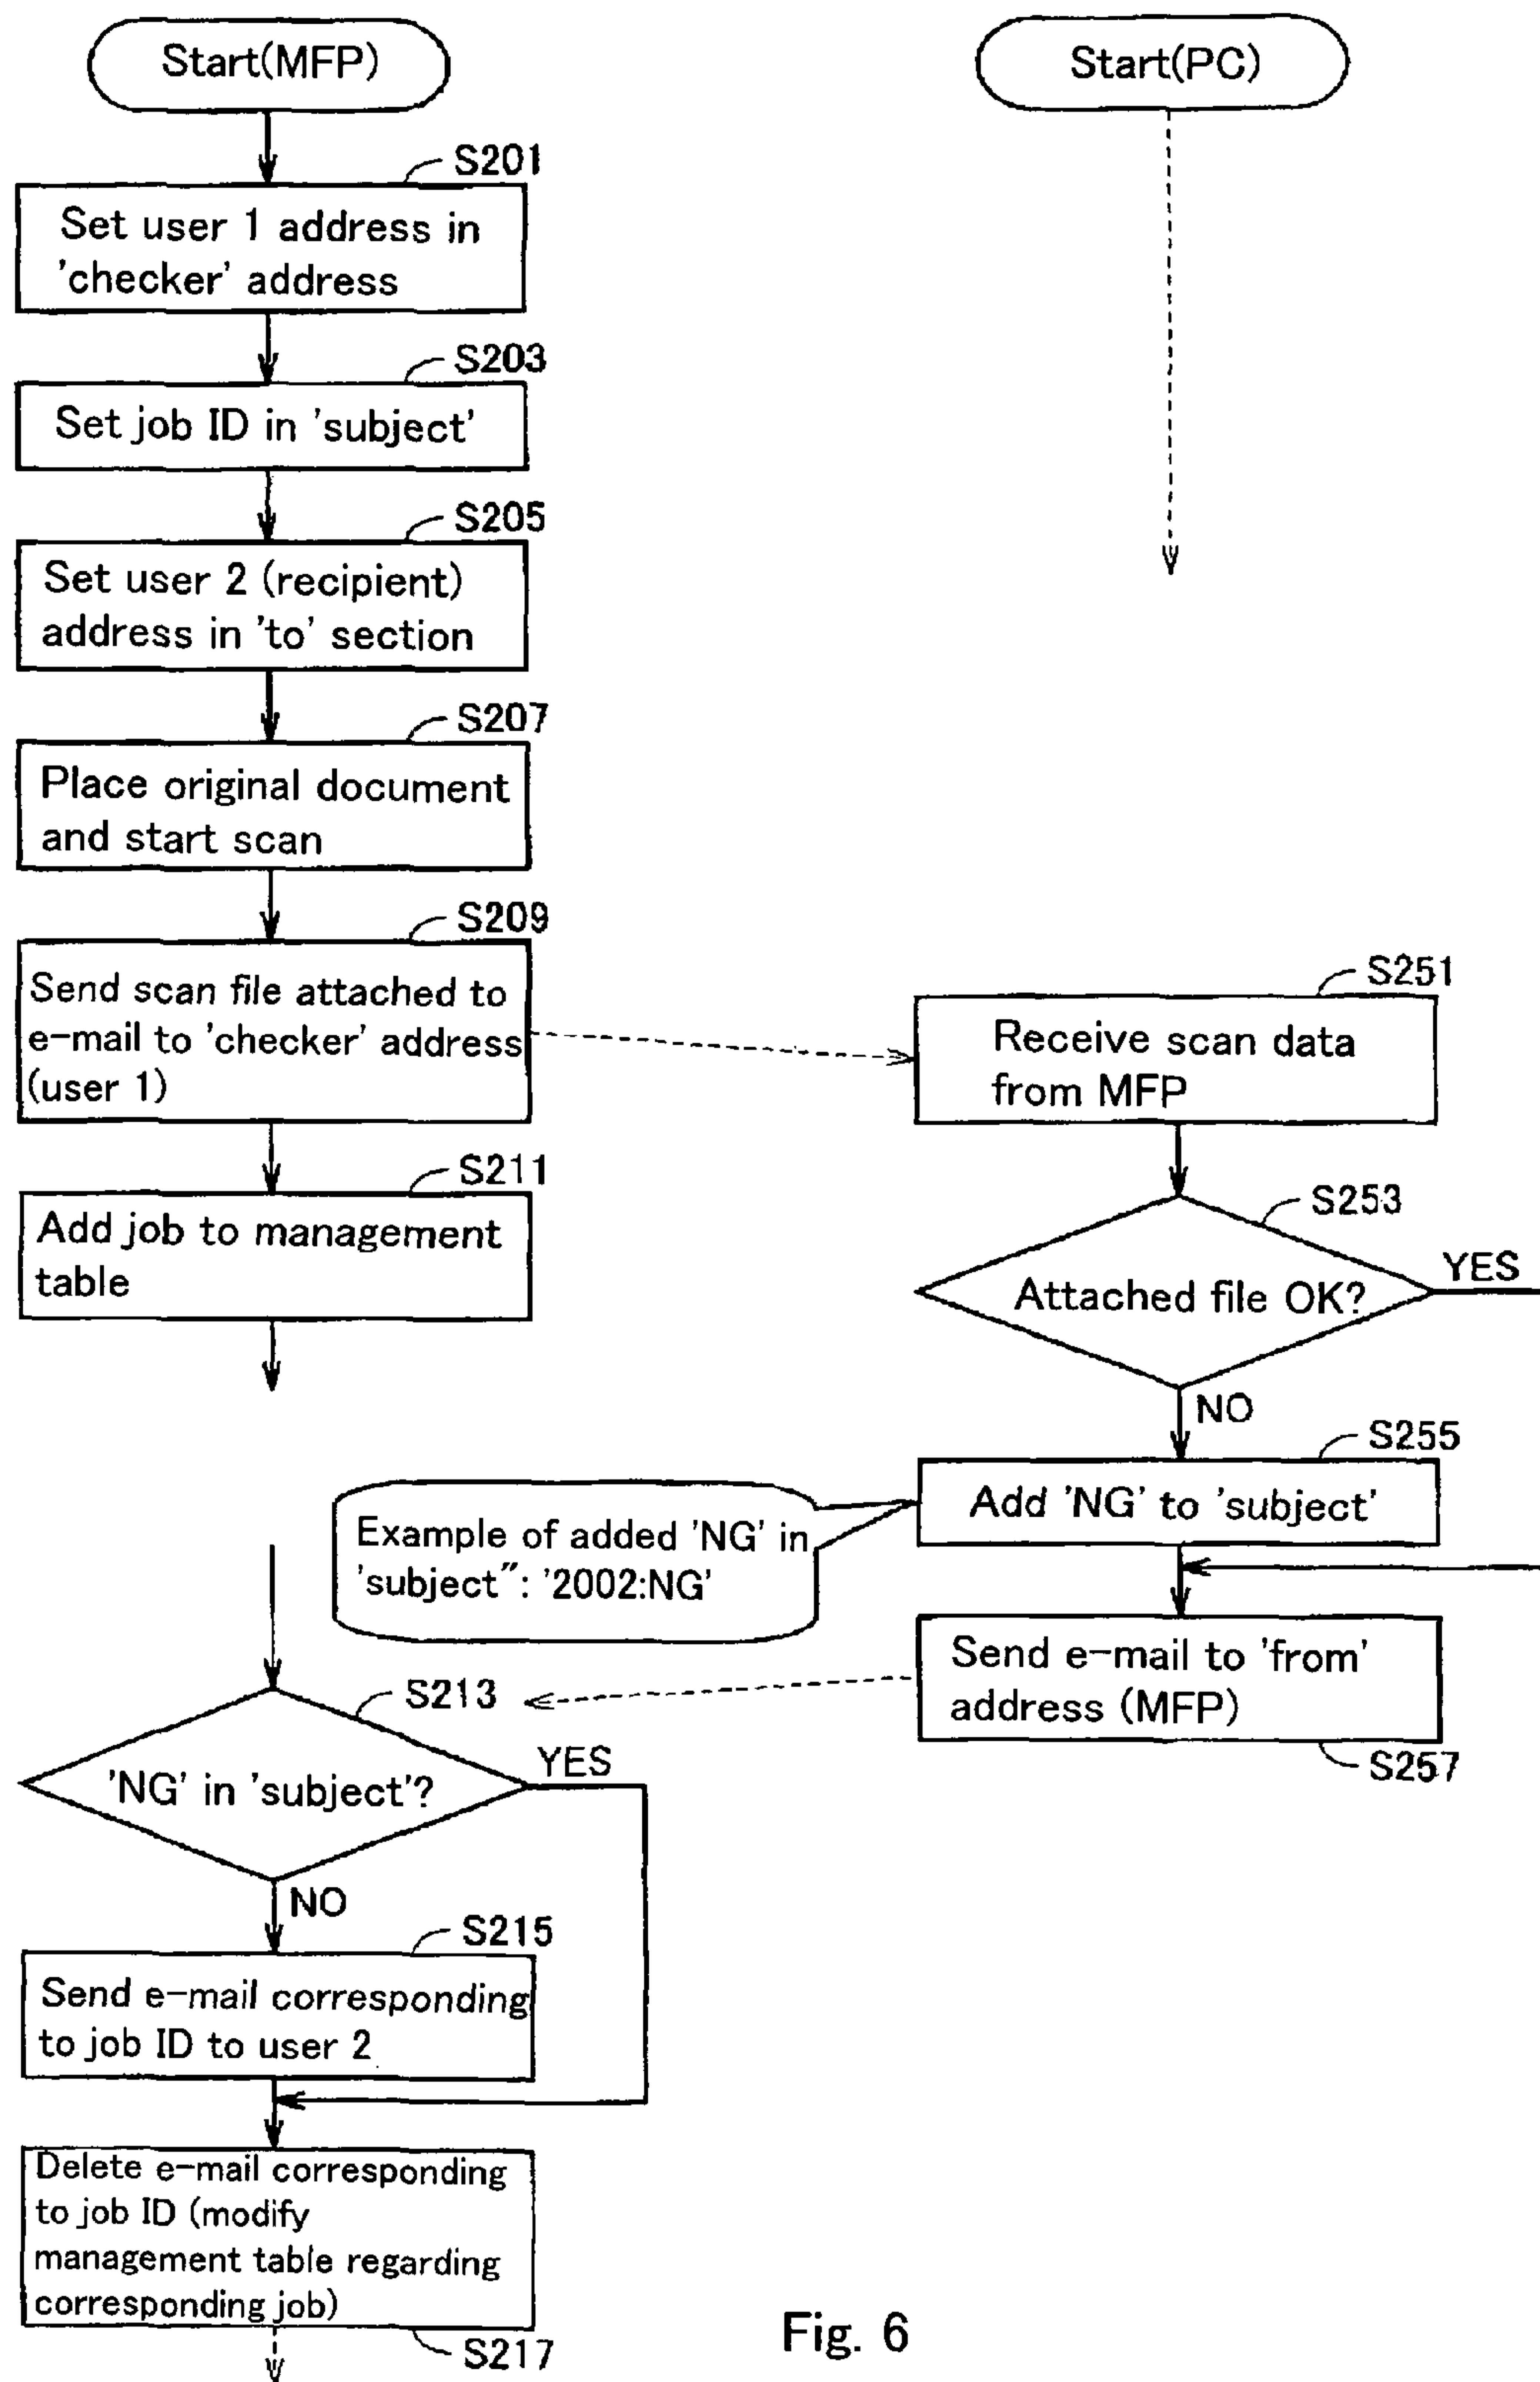 Start(MFP)
S201
Set user 1 address in
'checker' address
S203
Set job ID in 'subject'
S205
Set user 2 (recipient)
address in 'to' section
S207
Place original document
and start scan
S209
Send scan file attached to
e-mail to 'checker' address
(user 1)
S211
Add job to management
table
Start(PC)
S251
Receive scan data
from MFP
S253
Attached file OK?
YES
NO
S255
Add 'NG' to 'subject'
Example of added 'NG' in
'subject": '2002:NG'
Send e-mail to 'from'
address (MFP)
S257
S213
'NG' in 'subject'?
YES
NO
S215
Send e-mail corresponding
to job ID to user 2
Delete e-mail corresponding
to job ID (modify
management table regarding
corresponding job)
S217
Fig. 6